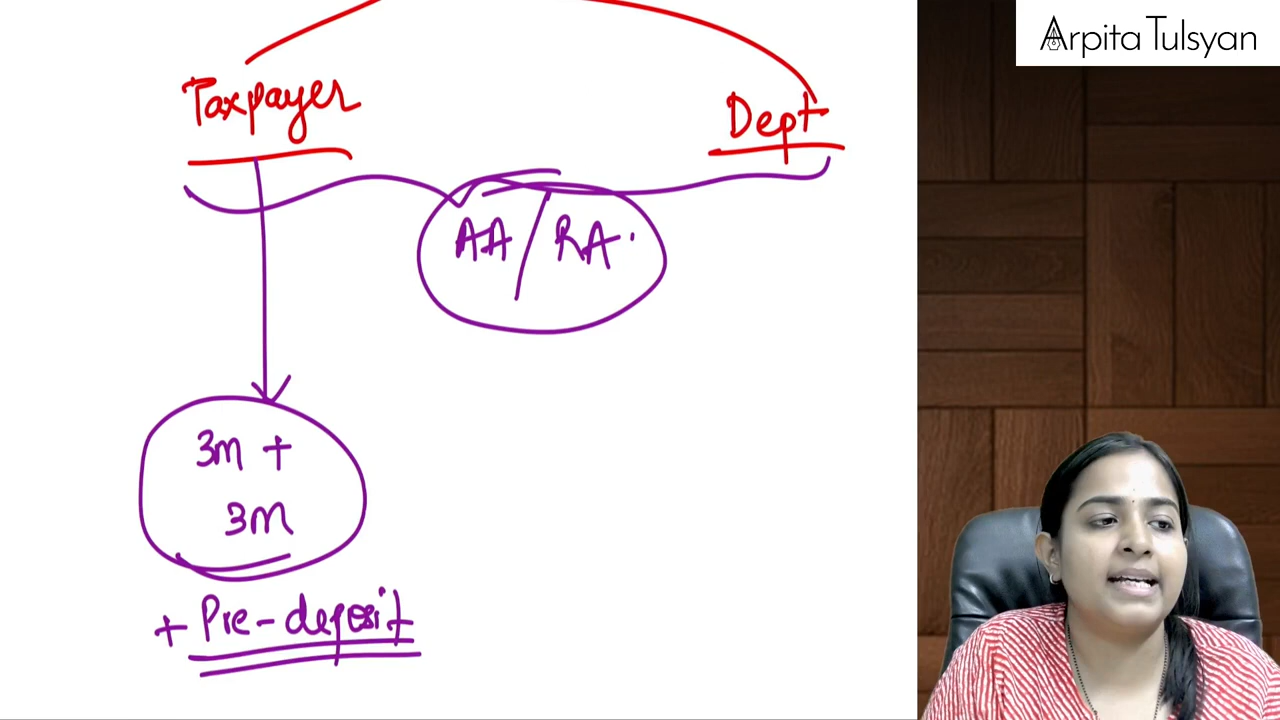 Arpita Tulsyan
Taxpayer
Dept
AA / RA.
3m +
3m
+ Pre-deposit